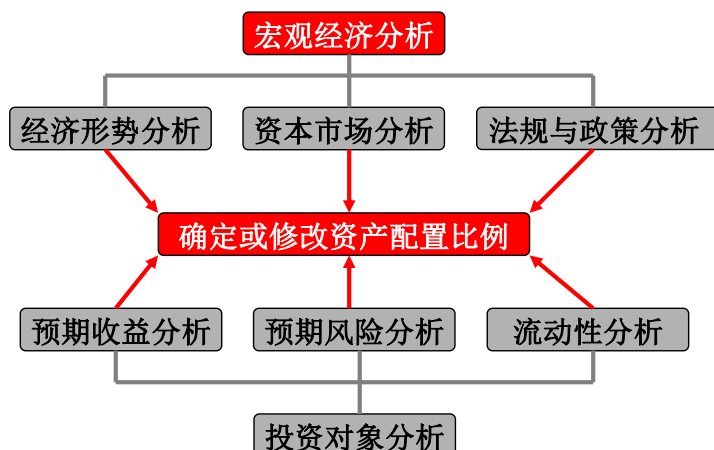 宏观经济分析
经济形势分析
资本市场分析
法规与政策分析
确定或修改资产配置比例
预期收益分析
预期风险分析
流动性分析
投资对象分析